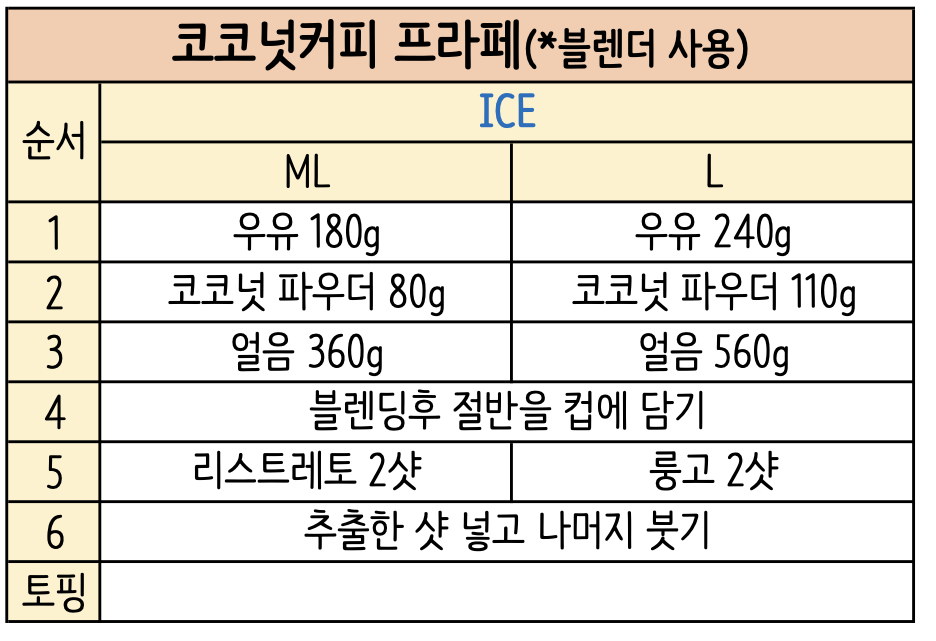 코코넛커피 프라페(*블렌더 사용)
순서
ICE
ML L
1 우유 180g 우유 240g
2 코코넛 파우더 80g 코코넛 파우더 110g
3 얼음 360g 얼음 560g
4 블렌딩후 절반을 컵에 담기
5 리스트레토 2샷 룽고 2샷
6 추출한 샷 넣고 나머지 붓기
토핑